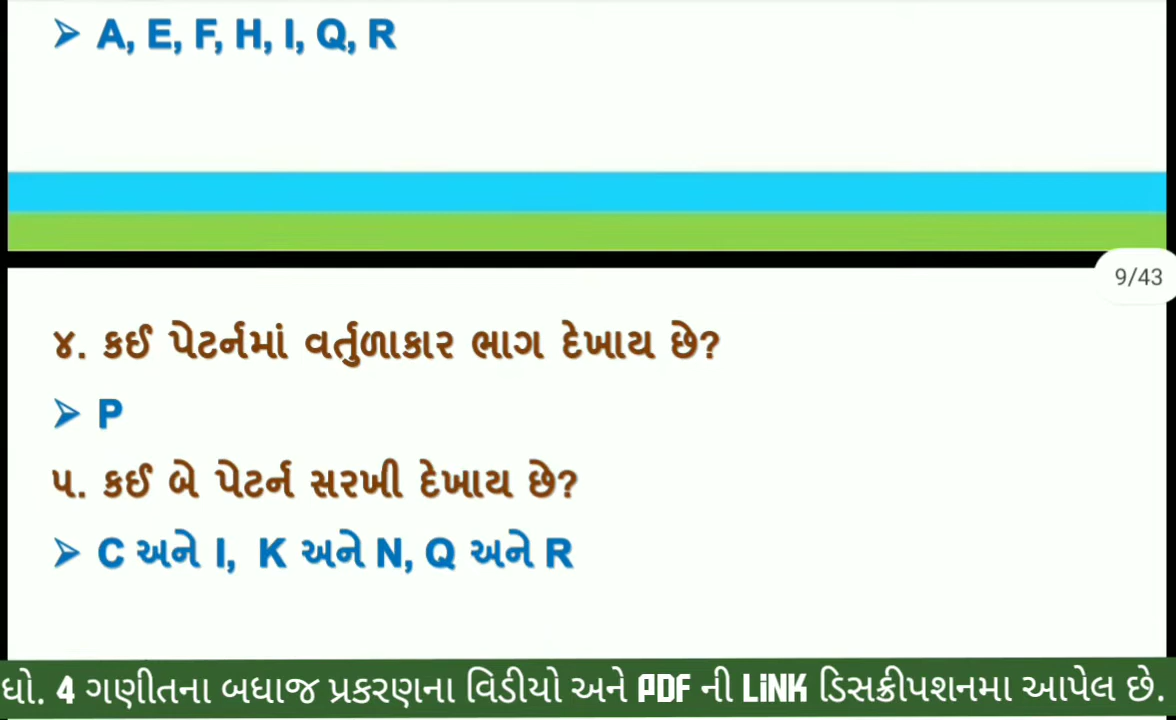 ➢ A, E, F, H, I, Q, R
9/43
૪. કઈ પેટર્નમાં વર્તુળાકાર ભાગ દેખાય છે?
➢ P
૫. કઈ બે પેટર્ન સરખી દેખાય છે?
➢ C અને I, K અને N, Q અને R
ધો. 4 ગણીતના બધાજ પ્રકરણના વિડીયો અને PDF ની LiNK ડિસક્રીપશનમા આપેલ છે.